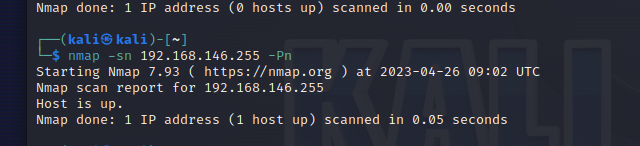 Nmap done: 1 IP address (0 hosts up) scanned in 0.00 seconds
┌──(kali㉿kali)-[~]
└─$ nmap -sn 192.168.146.255 -Pn
Starting Nmap 7.93 ( https://nmap.org ) at 2023-04-26 09:02 UTC
Nmap scan report for 192.168.146.255
Host is up.
Nmap done: 1 IP address (1 host up) scanned in 0.05 seconds
KALI